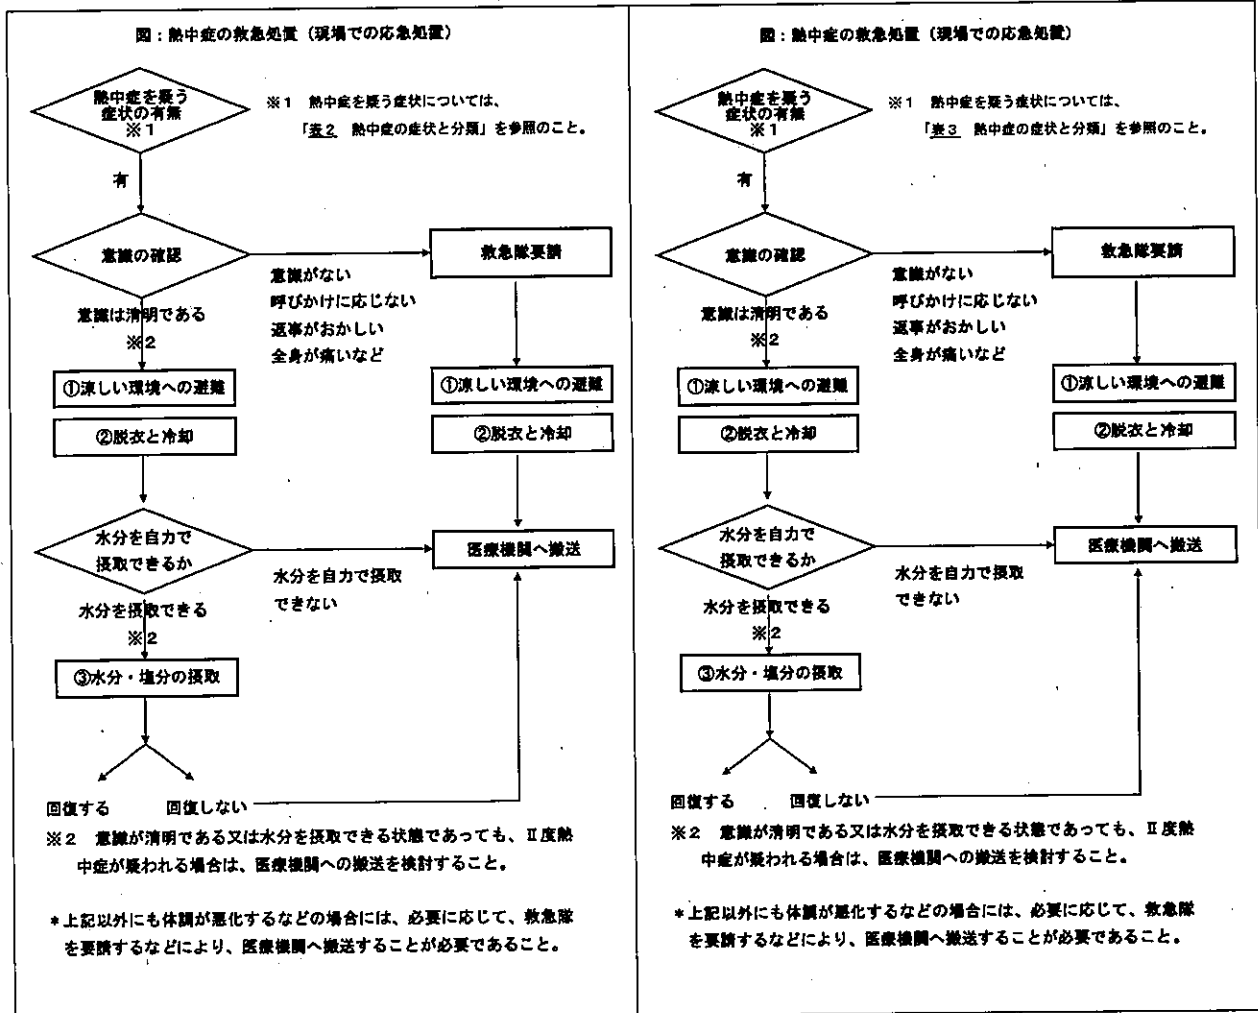 図：熱中症の救急処置（現場での応急処置）
熱中症を疑う
症状の有無
※1
※1　熱中症を疑う症状については、
「表2　熱中症の症状と分類」を参照のこと。
有
意識の確認
救急隊要請
意識がない
呼びかけに応じない
返事がおかしい
全身が痛いなど
意識は清明である
※2
①涼しい環境への避難
①涼しい環境への避難
②脱衣と冷却
②脱衣と冷却
水分を自力で
摂取できるか
医療機関へ搬送
水分を自力で摂取
できない
水分を摂取できる
※2
③水分・塩分の摂取
回復する
回復しない
※2　意識が清明である又は水分を摂取できる状態であっても、Ⅱ度熱
中症が疑われる場合は、医療機関への搬送を検討すること。
＊上記以外にも体調が悪化するなどの場合には、必要に応じて、救急隊
を要請するなどにより、医療機関へ搬送することが必要であること。
図：熱中症の救急処置（現場での応急処置）
熱中症を疑う
症状の有無
※1
※1　熱中症を疑う症状については、
「表3　熱中症の症状と分類」を参照のこと。
有
意識の確認
救急隊要請
意識がない
呼びかけに応じない
返事がおかしい
全身が痛いなど
意識は清明である
※2
①涼しい環境への避難
①涼しい環境への避難
②脱衣と冷却
②脱衣と冷却
水分を自力で
摂取できるか
医療機関へ搬送
水分を自力で摂取
できない
水分を摂取できる
※2
③水分・塩分の摂取
回復する
回復しない
※2　意識が清明である又は水分を摂取できる状態であっても、Ⅱ度熱
中症が疑われる場合は、医療機関への搬送を検討すること。
＊上記以外にも体調が悪化するなどの場合には、必要に応じて、救急隊
を要請するなどにより、医療機関へ搬送することが必要であること。